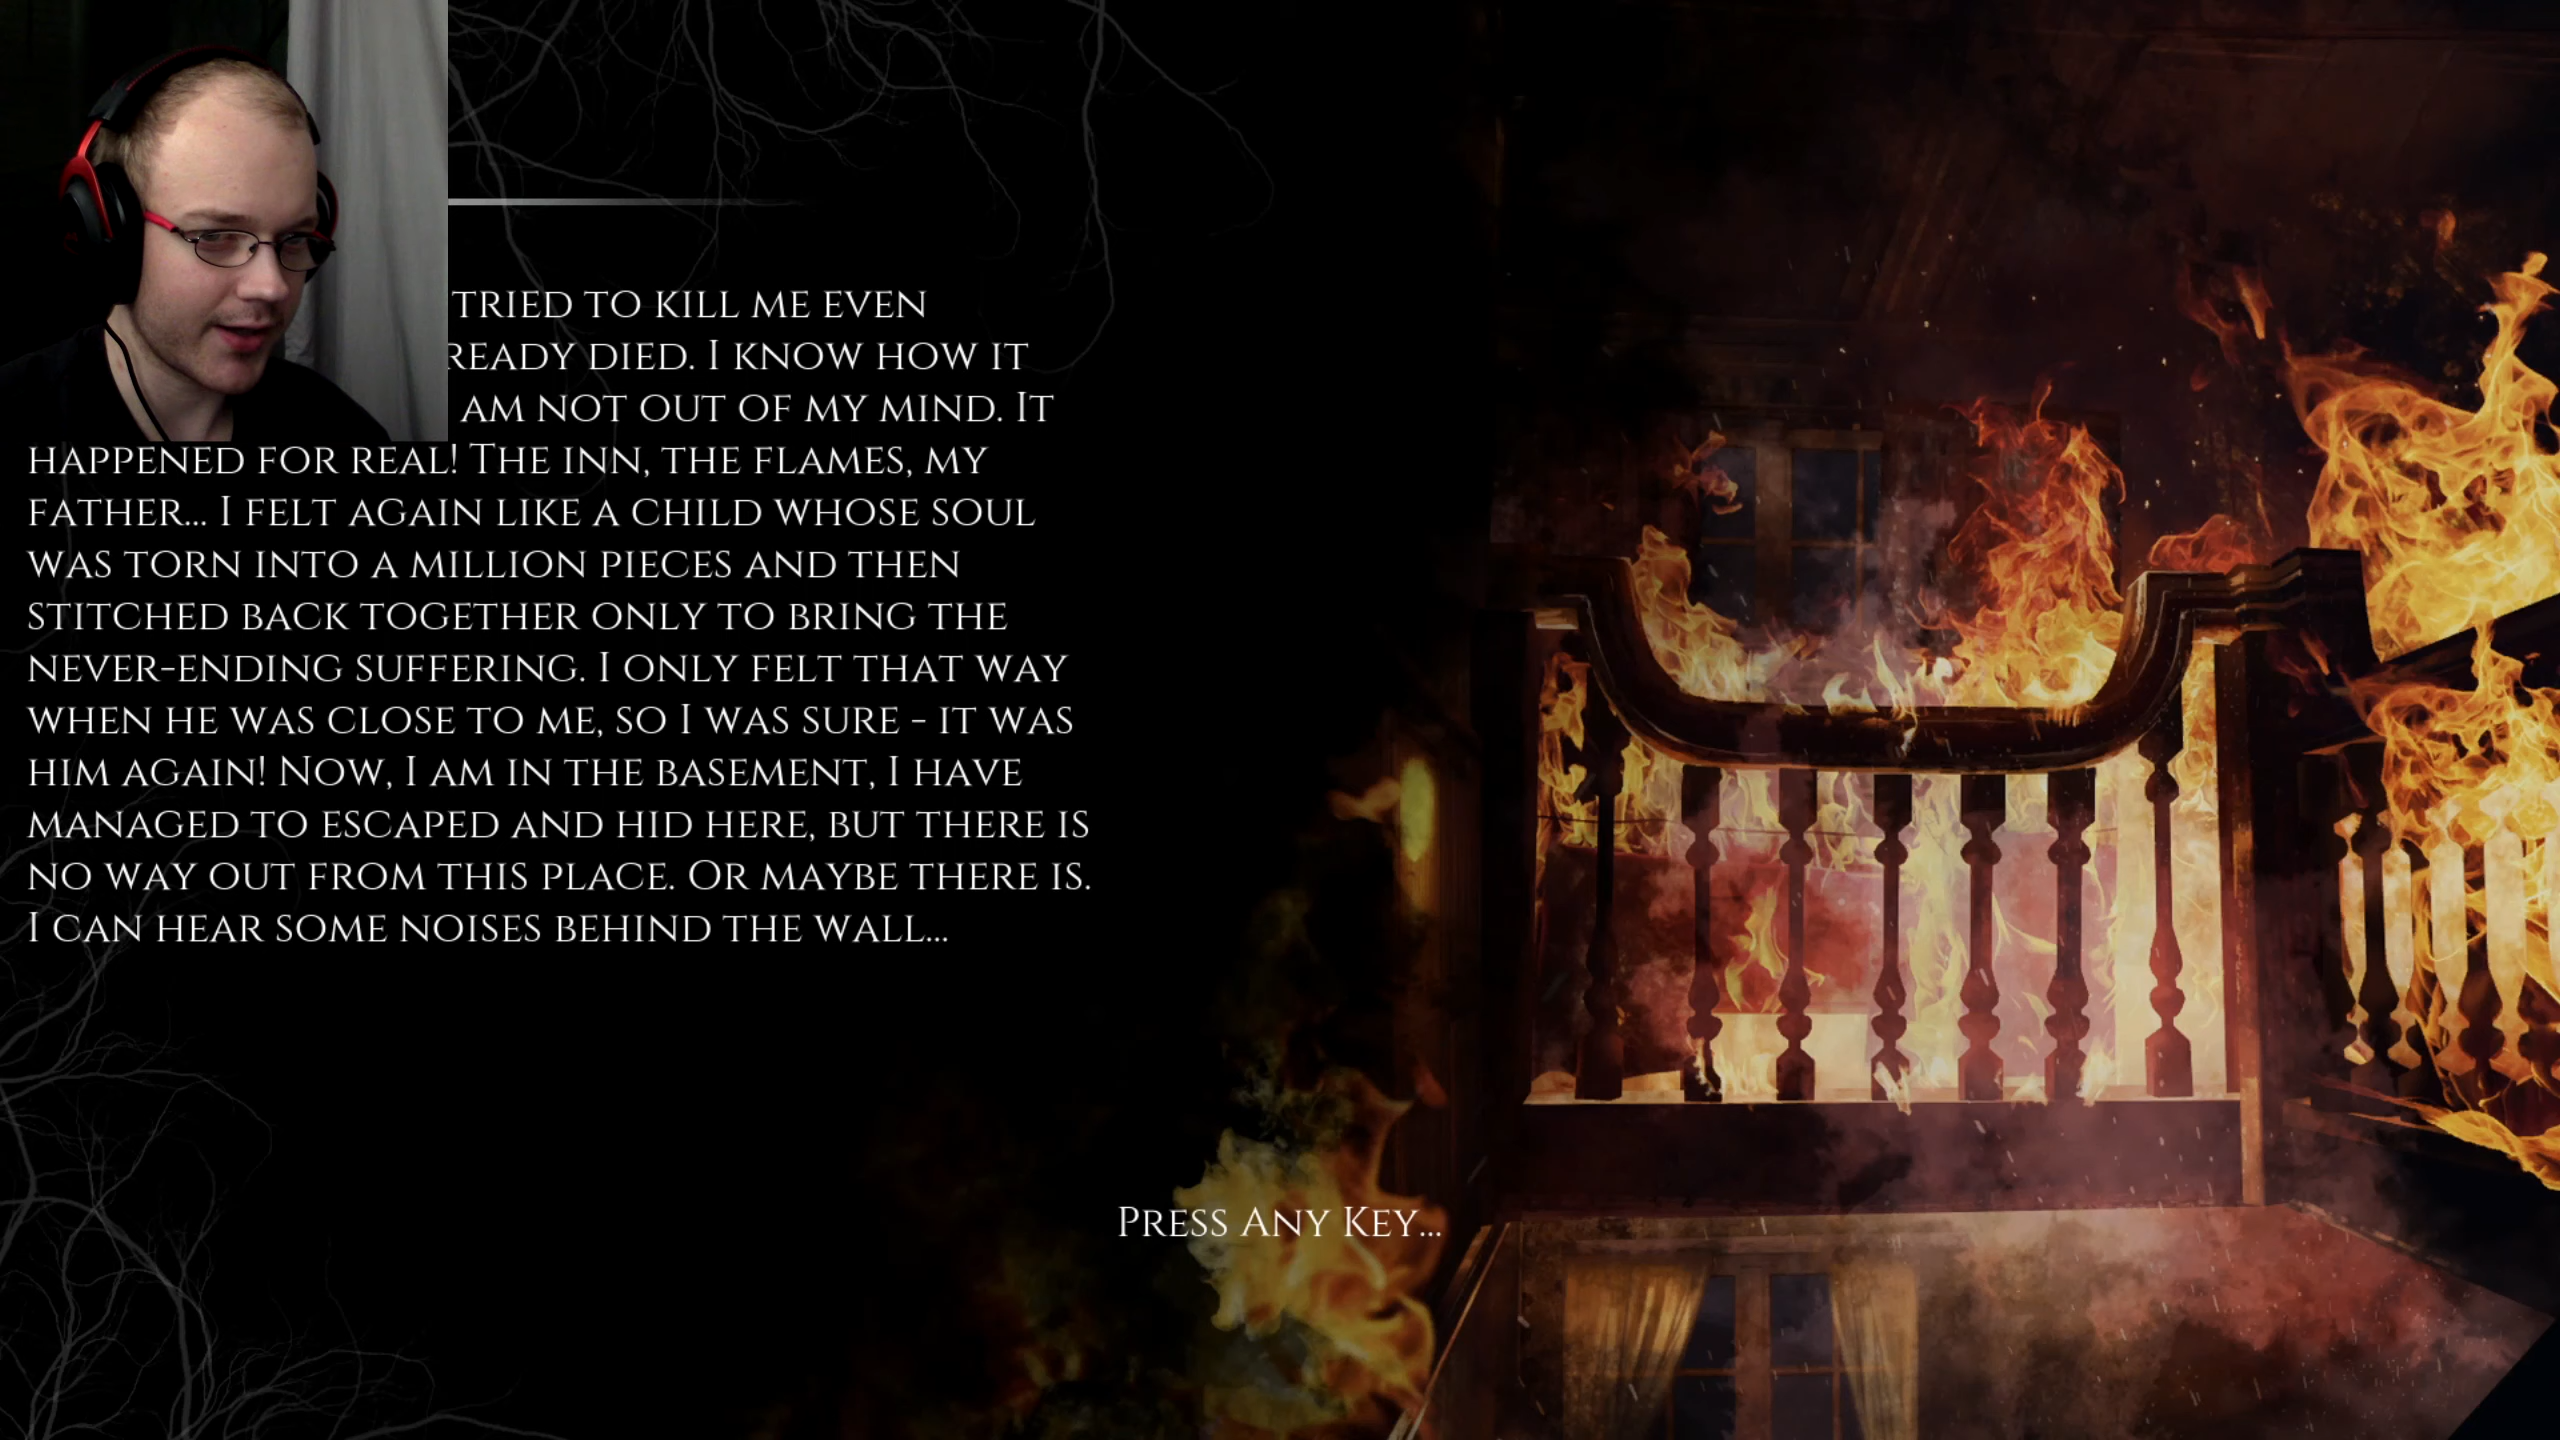 TRIED TO KILL ME EVEN
READY DIED. I KNOW HOW IT
AM NOT OUT OF MY MIND. IT
HAPPENED FOR REAL! THE INN, THE FLAMES, MY
FATHER... I FELT AGAIN LIKE A CHILD WHOSE SOUL
WAS TORN INTO A MILLION PIECES AND THEN
STITCHED BACK TOGETHER ONLY TO BRING THE
NEVER-ENDING SUFFERING. I ONLY FELT THAT WAY
WHEN HE WAS CLOSE TO ME, SO I WAS SURE - IT WAS
HIM AGAIN! NOW, I AM IN THE BASEMENT, I HAVE
MANAGED TO ESCAPED AND HID HERE, BUT THERE IS
NO WAY OUT FROM THIS PLACE. OR MAYBE THERE IS.
I CAN HEAR SOME NOISES BEHIND THE WALL...
PRESS ANY KEY...